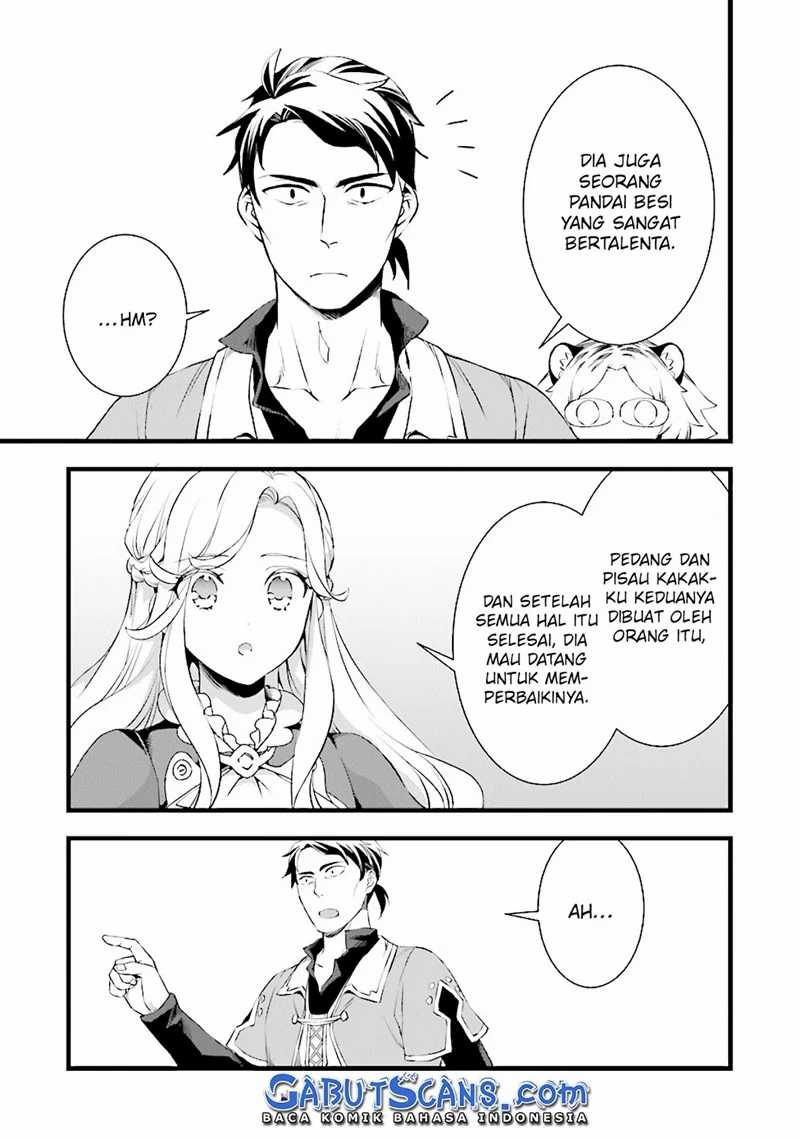 DIA JUGA
SEORANG
PANDAI BESI
YANG SANGAT
BERTALENTA.
...HM?
PEDANG DAN
PISAU KAKAK-
KU KEDUANYA
DIBUAT OLEH
ORANG ITU,
DAN SETELAH
SEMUA HAL ITU
SELESAI, DIA
MAU DATANG
UNTUK MEM-
PERBAIKINYA.
AH...
GABUTSCANS.COM
BACA KOMIK BAHASA INDONESIA